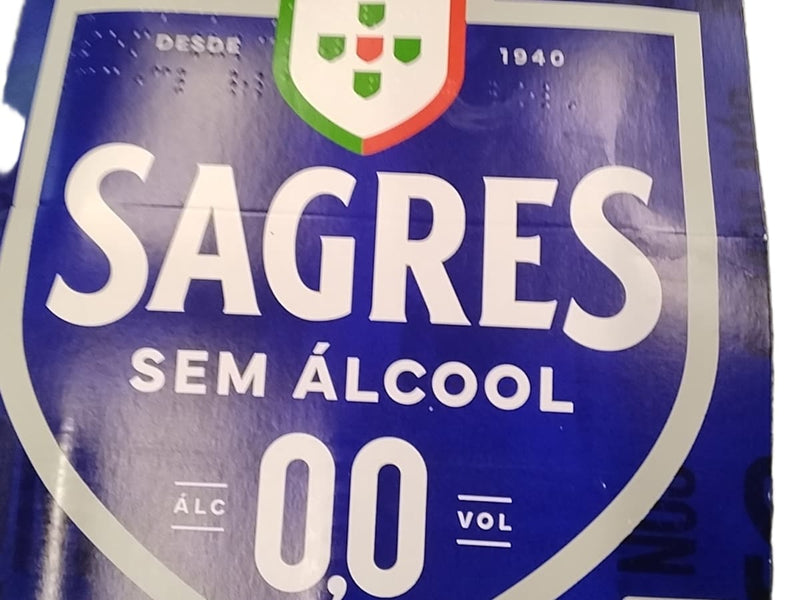 DESDE 1940
SAGRES
SEM ÁLCOOL
ÁLC 0,0 VOL